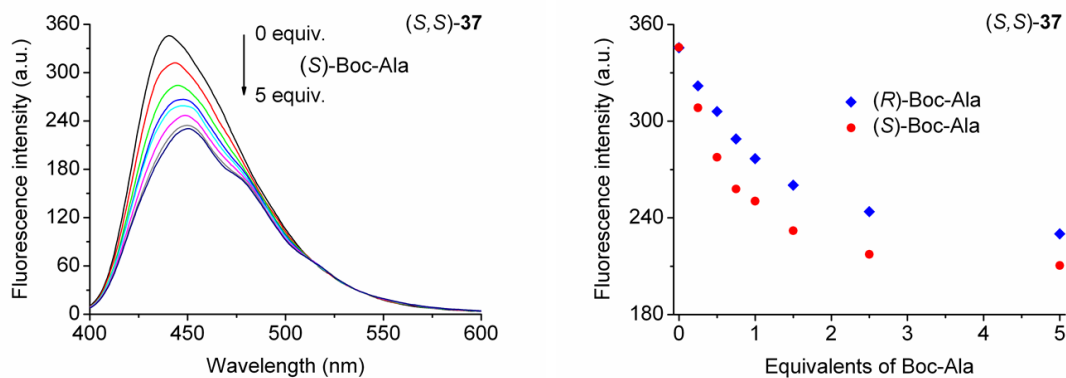 (S,S)-37
0 equiv.
(S)-Boc-Ala
5 equiv.
Fluorescence intensity (a.u.)
360
300
240
180
120
60
0
400
450
500
550
600
Wavelength (nm)
(S,S)-37
(R)-Boc-Ala
(S)-Boc-Ala
Fluorescence intensity (a.u.)
360
300
240
180
0
1
2
3
4
5
Equivalents of Boc-Ala